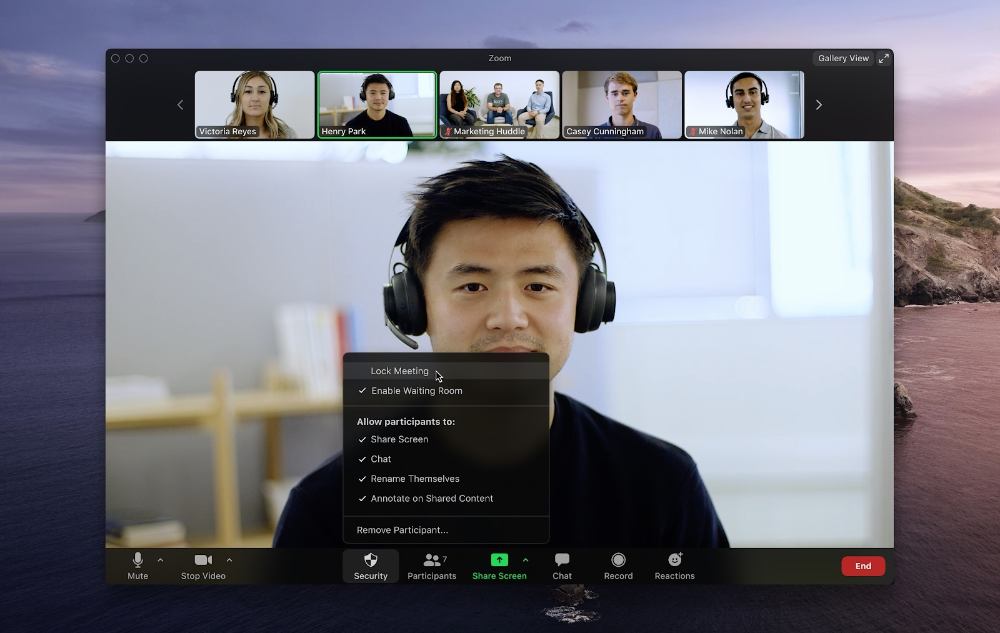 Zoom
Gallery View
Victoria Reyes
Henry Park
zoom
Marketing Huddle
Casey Cunningham
Mike Nolan
Lock Meeting
Enable Waiting Room
Allow participants to:
Share Screen
Chat
Rename Themselves
Annotate on Shared Content
Remove Participant...
Mute
Stop Video
Security
7
Participants
Share Screen
Chat
Record
Reactions
End